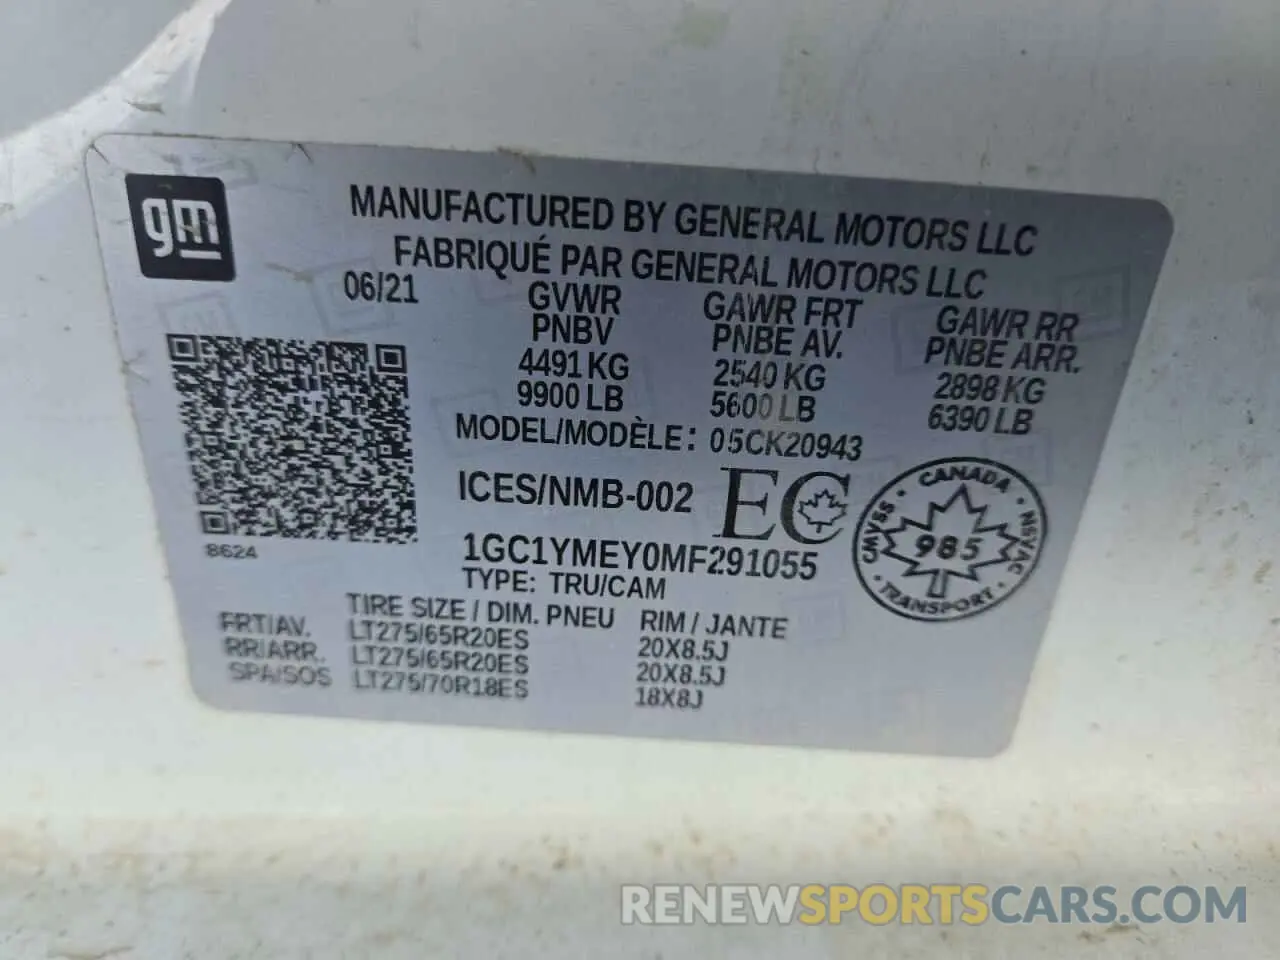 gm
MANUFACTURED BY GENERAL MOTORS LLC
FABRIQUÉ PAR GENERAL MOTORS LLC
06/21
GVWR GAWR FRT GAWR RR
PNBV PNBE AV. PNBE ARR.
4491 KG 2540 KG 2898 KG
9900 LB 5600 LB 6390 LB
MODEL/MODÈLE: 05CK20943
ICES/NMB-002 EC
CANADA
CMVSS 985 NSVAC
TRANSPORT
8624
1GC1YMEY0MF291055
TYPE: TRU/CAM
TIRE SIZE / DIM. PNEU RIM / JANTE
FRT/AV. LT275/65R20ES 20X8.5J
RR/ARR. LT275/65R20ES 20X8.5J
SPA/SOS LT275/70R18ES 18X8J
RENEWSPORTSCARS.COM